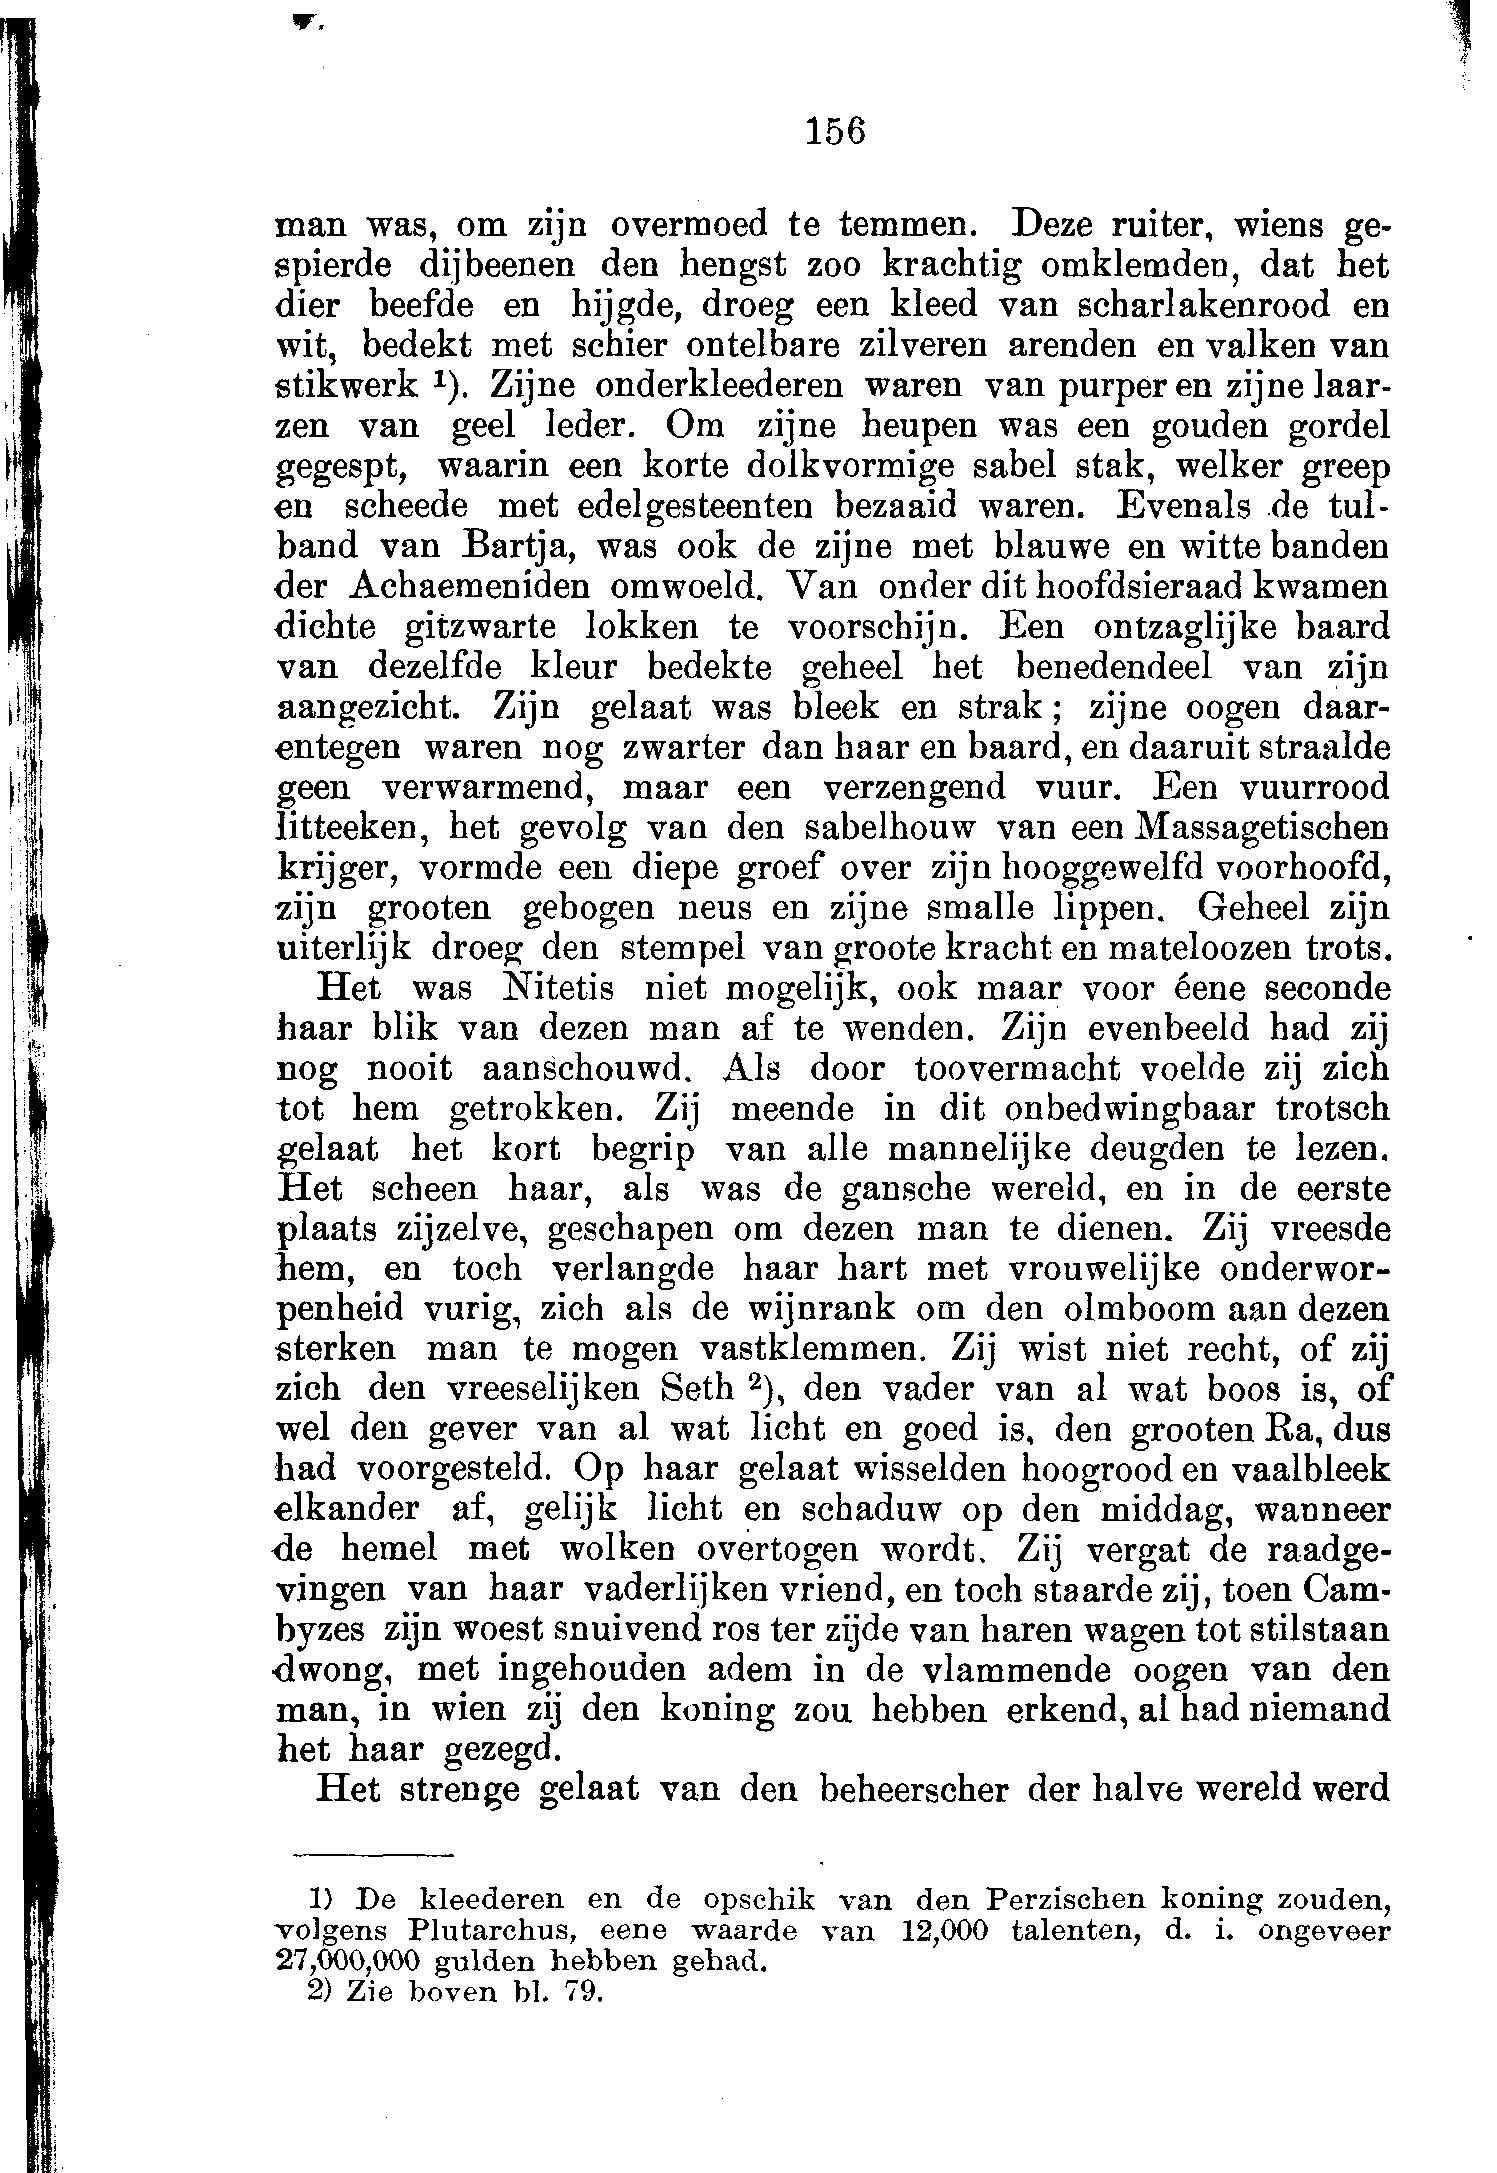 156
man was, om zijn overmoed te temmen. Deze ruiter, wiens ge-
spierde dijbeenen den hengst zoo krachtig omklemden, dat het
dier beefde en hijgde, droeg een kleed van scharlakenrood en
wit, bedekt met schier ontelbare zilveren arenden en valken van
stikwerk ¹). Zijne onderkleederen waren van purper en zijne laar-
zen van geel leder. Om zijne heupen was een gouden gordel
gegespt, waarin een korte dolkvormige sabel stak, welker greep
en scheede met edelgesteenten bezaaid waren. Evenals de tul-
band van Bartja, was ook de zijne met blauwe en witte banden
der Achaemeniden omwoeld. Van onder dit hoofdsieraad kwamen
dichte gitzwarte lokken te voorschijn. Een ontzaglijke baard
van dezelfde kleur bedekte geheel het benedendeel van zijn
aangezicht. Zijn gelaat was bleek en strak; zijne oogen daar-
entegen waren nog zwarter dan haar en baard, en daaruit straalde
geen verwarmend, maar een verzengend vuur. Een vuurrood
litteeken, het gevolg van den sabelhouw van een Massagetischen
krijger, vormde een diepe groef over zijn hooggewelfd voorhoofd,
zijn grooten gebogen neus en zijne smalle lippen. Geheel zijn
uiterlijk droeg den stempel van groote kracht en mateloozen trots.
Het was Nitetis niet mogelijk, ook maar voor éene seconde
haar blik van dezen man af te wenden. Zijn evenbeeld had zij
nog nooit aanschouwd. Als door toovermacht voelde zij zich
tot hem getrokken. Zij meende in dit onbedwingbaar trotsch
gelaat het kort begrip van alle mannelijke deugden te lezen.
Het scheen haar, als was de gansche wereld, en in de eerste
plaats zijzelve, geschapen om dezen man te dienen. Zij vreesde
hem, en toch verlangde haar hart met vrouwelijke onderwor-
penheid vurig, zich als de wijnrank om den olmboom aan dezen
sterken man te mogen vastklemmen. Zij wist niet recht, of zij
zich den vreeselijken Seth ²), den vader van al wat boos is, of
wel den gever van al wat licht en goed is, den grooten Ra, dus
had voorgesteld. Op haar gelaat wisselden hoogrood en vaalbleek
elkander af, gelijk licht en schaduw op den middag, wanneer
de hemel met wolken overtogen wordt. Zij vergat de raadge-
vingen van haar vaderlijken vriend, en toch staarde zij, toen Cam-
byzes zijn woest snuivend ros ter zijde van haren wagen tot stilstaan
dwong, met ingehouden adem in de vlammende oogen van den
man, in wien zij den koning zou hebben erkend, al had niemand
het haar gezegd.
Het strenge gelaat van den beheerscher der halve wereld werd
1) De kleederen en de opschik van den Perzischen koning zouden,
volgens Plutarchus, eene waarde van 12,000 talenten, d. i. ongeveer
27,000,000 gulden hebben gehad.
2) Zie boven bl. 79.